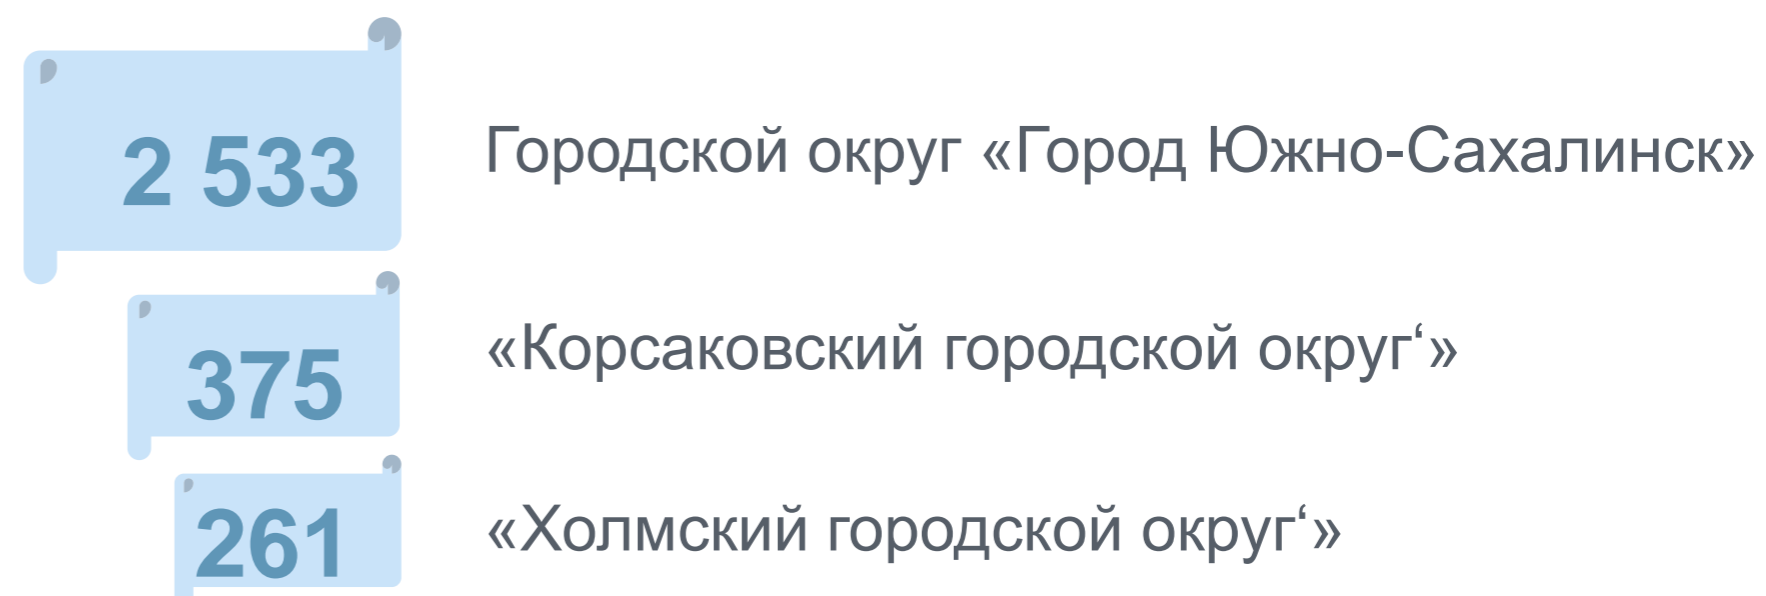 2 533
Городской округ «Город Южно-Сахалинск»
375
«Корсаковский городской округ‘»
261
«Холмский городской округ‘»